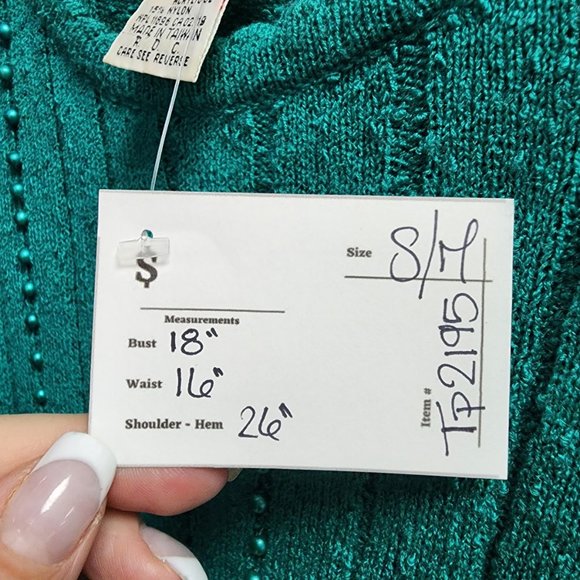 15% NYLON
MADE IN TAIWAN
R.D.C.
CARE SEE REVERSE
$
Size S/M
Measurements
Bust 18"
Waist 16"
Shoulder - Hem 26"
Item # TP2195